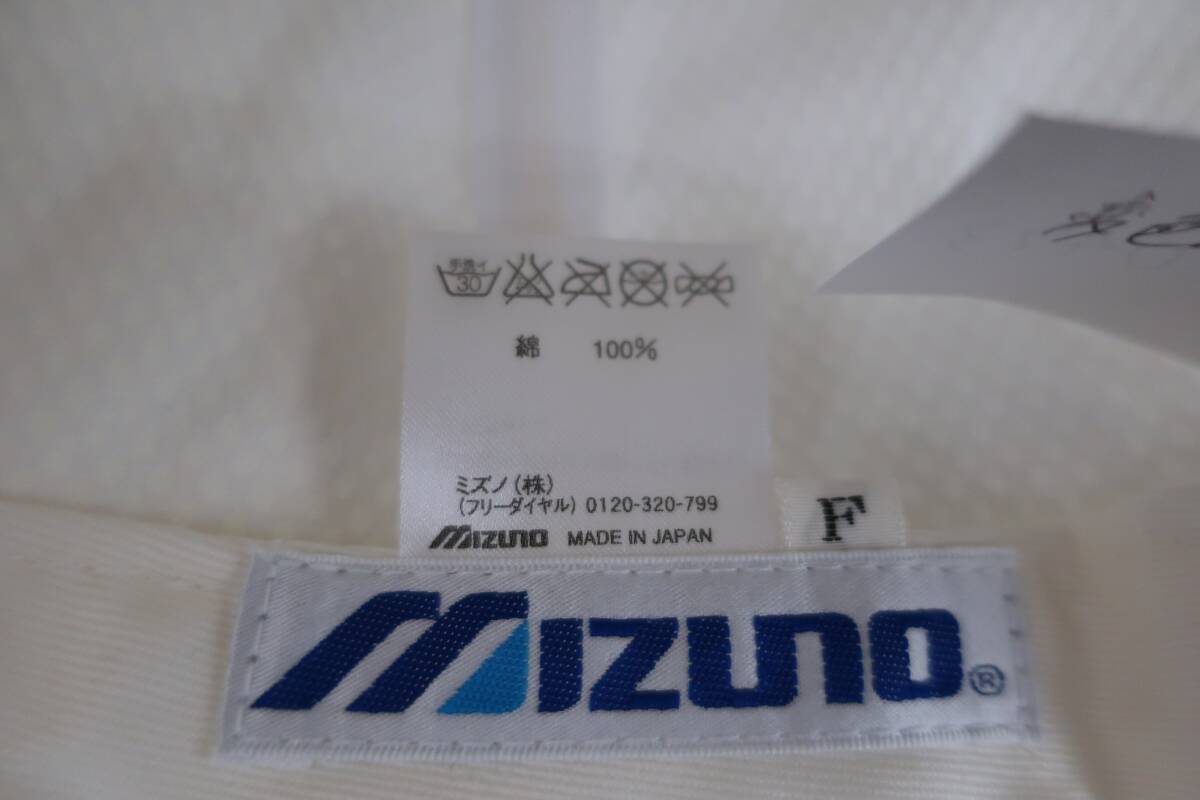 手洗イ
30
綿 100%
ミズノ(株)
(フリーダイヤル) 0120-320-799
MIZUNO MADE IN JAPAN
F
MIZUNO®